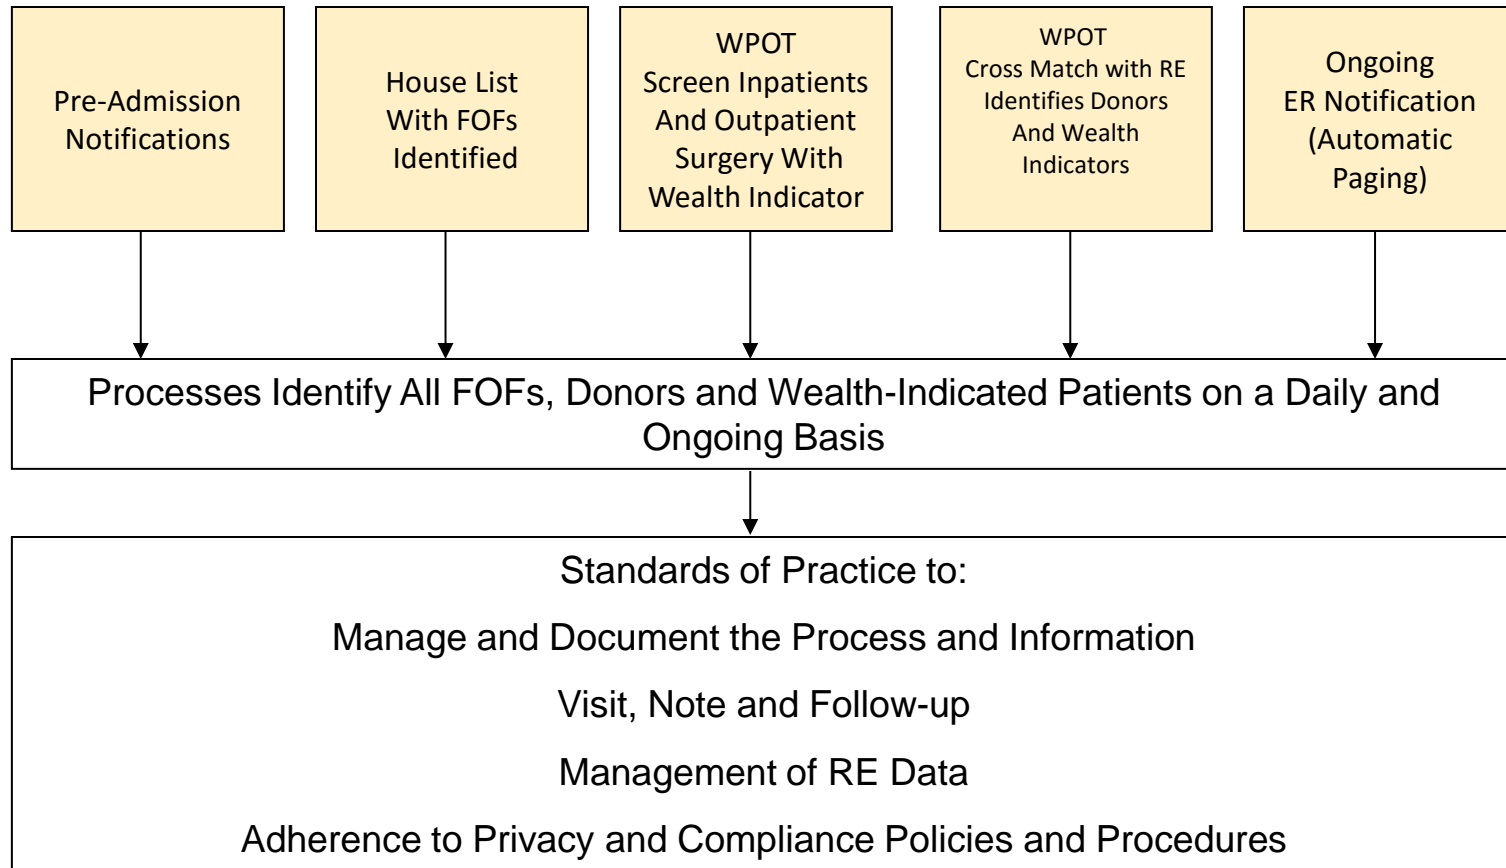 Pre-Admission
Notifications
House List
With FOFs
Identified
WPOT
Screen Inpatients
And Outpatient
Surgery With
Wealth Indicator
WPOT
Cross Match with RE
Identifies Donors
And Wealth
Indicators
Ongoing
ER Notification
(Automatic
Paging)
Processes Identify All FOFs, Donors and Wealth-Indicated Patients on a Daily and
Ongoing Basis
Standards of Practice to:
Manage and Document the Process and Information
Visit, Note and Follow-up
Management of RE Data
Adherence to Privacy and Compliance Policies and Procedures